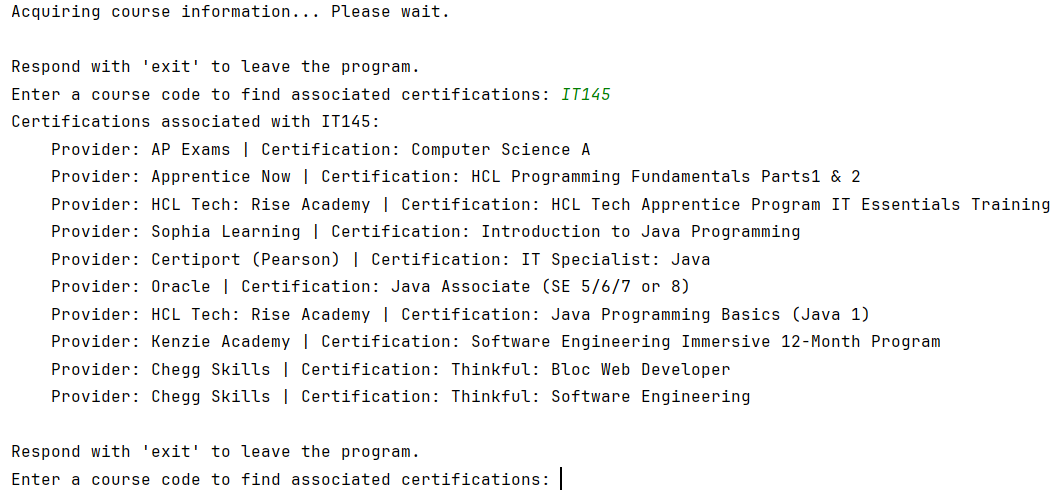 Acquiring course information... Please wait.
Respond with 'exit' to leave the program.
Enter a course code to find associated certifications: IT145
Certifications associated with IT145:
Provider: AP Exams | Certification: Computer Science A
Provider: Apprentice Now | Certification: HCL Programming Fundamentals Parts1 & 2
Provider: HCL Tech: Rise Academy | Certification: HCL Tech Apprentice Program IT Essentials Training
Provider: Sophia Learning | Certification: Introduction to Java Programming
Provider: Certiport (Pearson) | Certification: IT Specialist: Java
Provider: Oracle | Certification: Java Associate (SE 5/6/7 or 8)
Provider: HCL Tech: Rise Academy | Certification: Java Programming Basics (Java 1)
Provider: Kenzie Academy | Certification: Software Engineering Immersive 12-Month Program
Provider: Chegg Skills | Certification: Thinkful: Bloc Web Developer
Provider: Chegg Skills | Certification: Thinkful: Software Engineering
Respond with 'exit' to leave the program.
Enter a course code to find associated certifications: